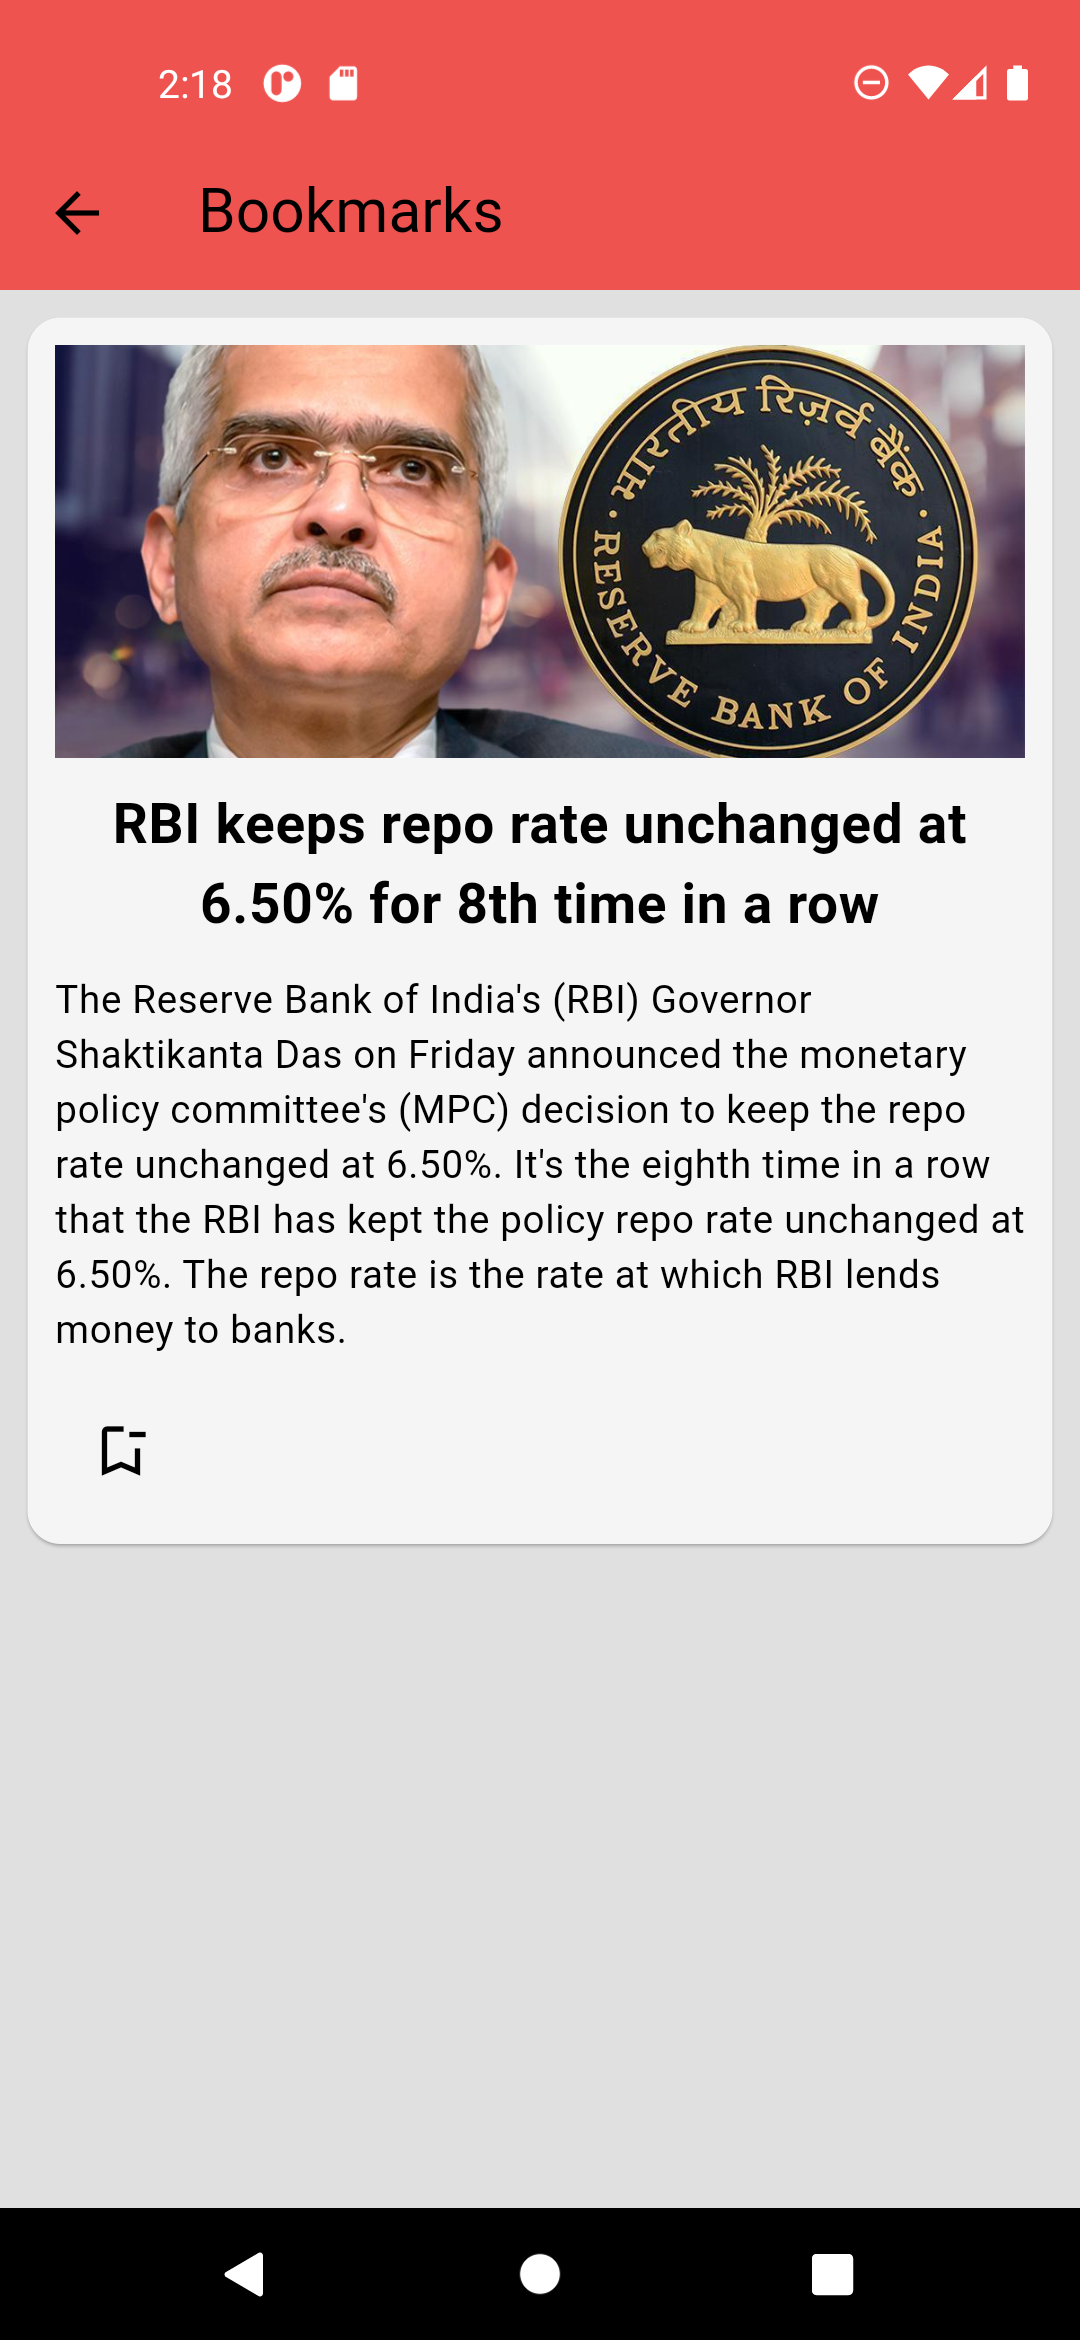 2:18
Bookmarks
भारतीय रिज़र्व बैंक
RESERVE BANK OF INDIA
RBI keeps repo rate unchanged at
6.50% for 8th time in a row
The Reserve Bank of India's (RBI) Governor
Shaktikanta Das on Friday announced the monetary
policy committee's (MPC) decision to keep the repo
rate unchanged at 6.50%. It's the eighth time in a row
that the RBI has kept the policy repo rate unchanged at
6.50%. The repo rate is the rate at which RBI lends
money to banks.